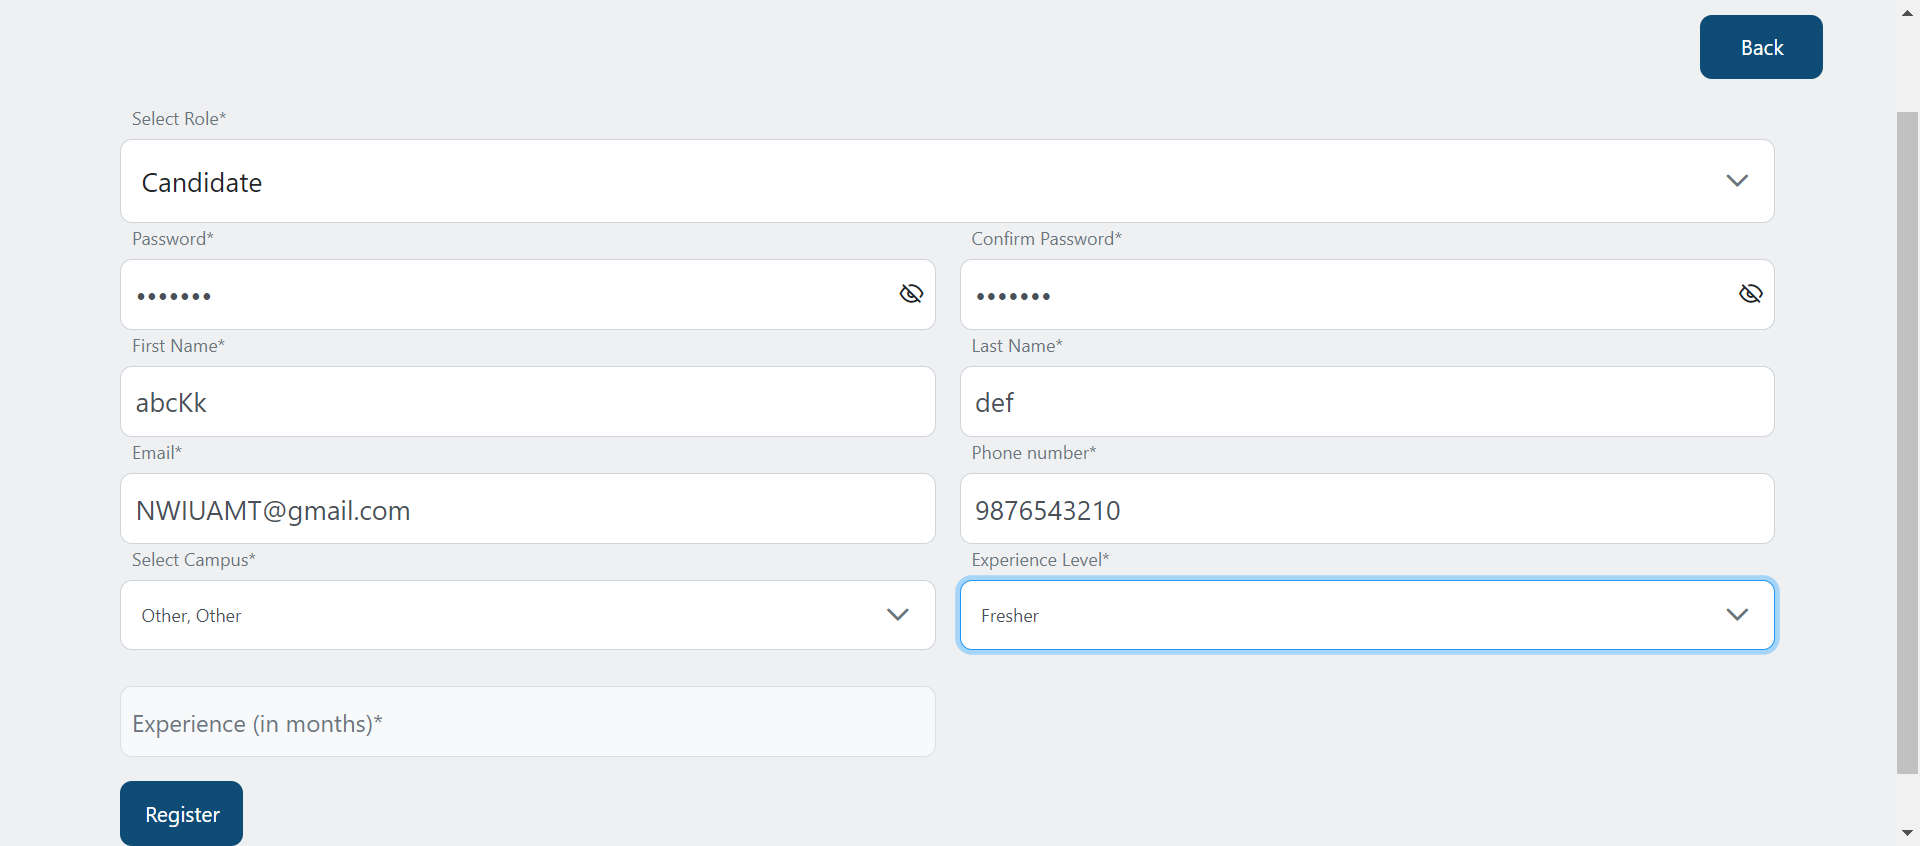 Back
Select Role*
Candidate
Password*
Confirm Password*
•••••••
•••••••
First Name*
Last Name*
abcKk
def
Email*
Phone number*
NWIUAMT@gmail.com
9876543210
Select Campus*
Experience Level*
Other, Other
Fresher
Experience (in months)*
Register